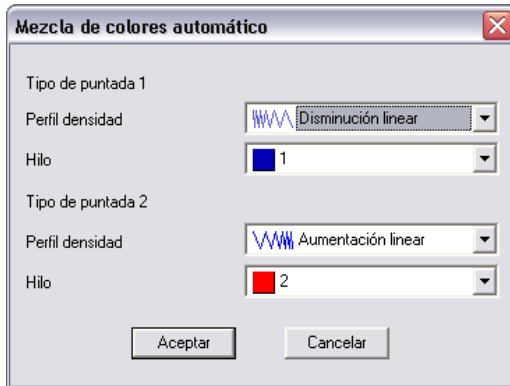 Mezcla de colores automático
Tipo de puntada 1
Perfil densidad Disminución linear
Hilo 1
Tipo de puntada 2
Perfil densidad Aumentación linear
Hilo 2
Aceptar Cancelar